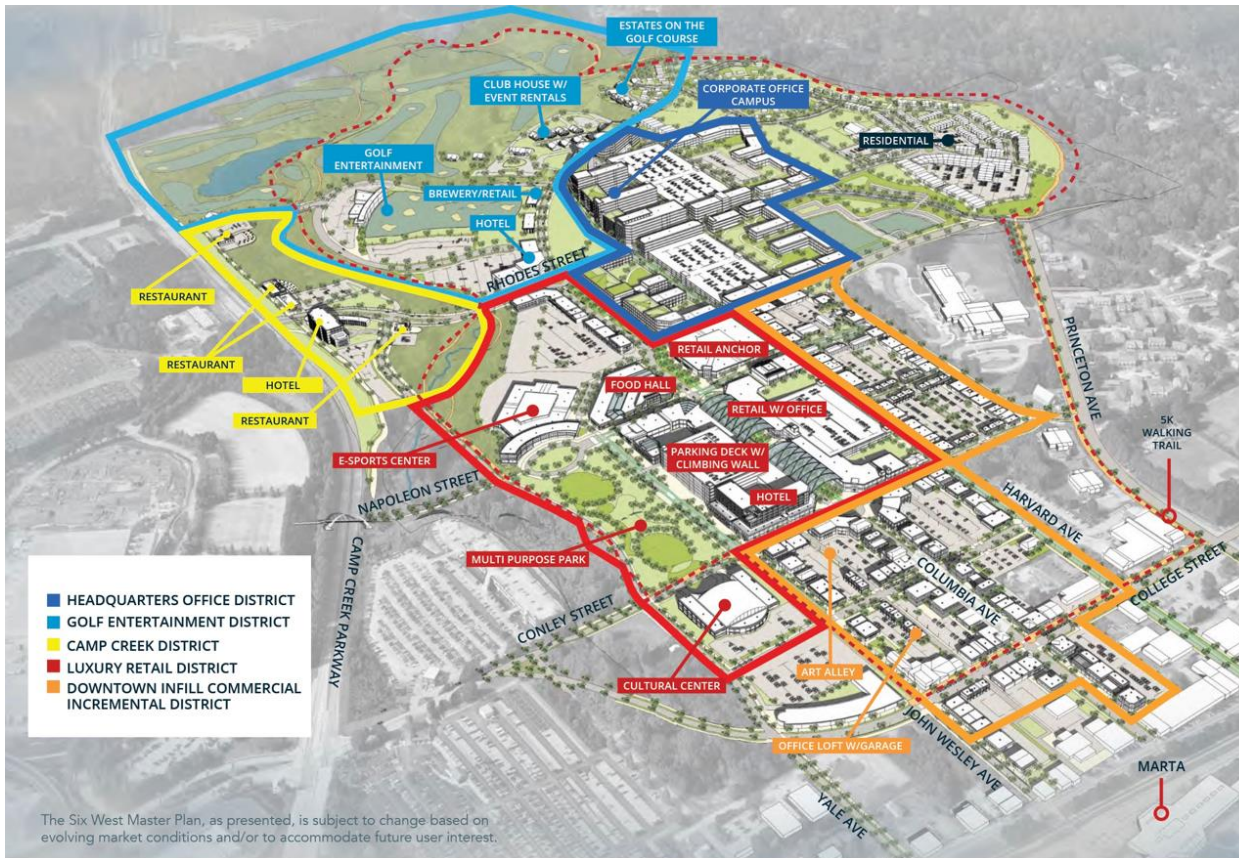 ESTATES ON THE
GOLF COURSE
CLUB HOUSE W/
EVENT RENTALS
CORPORATE OFFICE
CAMPUS
RESIDENTIAL
GOLF
ENTERTAINMENT
BREWERY/RETAIL
HOTEL
RHODES STREET
RESTAURANT
RESTAURANT
HOTEL
RESTAURANT
RETAIL ANCHOR
FOOD HALL
RETAIL W/ OFFICE
PRINCETON AVE
5K
WALKING
TRAIL
E-SPORTS CENTER
PARKING DECK W/
CLIMBING WALL
HOTEL
NAPOLEON STREET
HARVARD AVE
MULTI PURPOSE PARK
CAMP CREEK PARKWAY
COLUMBIA AVE
COLLEGE STREET
CONLEY STREET
CULTURAL CENTER
ART ALLEY
OFFICE LOFT W/GARAGE
JOHN WESLEY AVE
MARTA
YALE AVE
HEADQUARTERS OFFICE DISTRICT
GOLF ENTERTAINMENT DISTRICT
CAMP CREEK DISTRICT
LUXURY RETAIL DISTRICT
DOWNTOWN INFILL COMMERCIAL
INCREMENTAL DISTRICT
The Six West Master Plan, as presented, is subject to change based on
evolving market conditions and/or to accommodate future user interest.